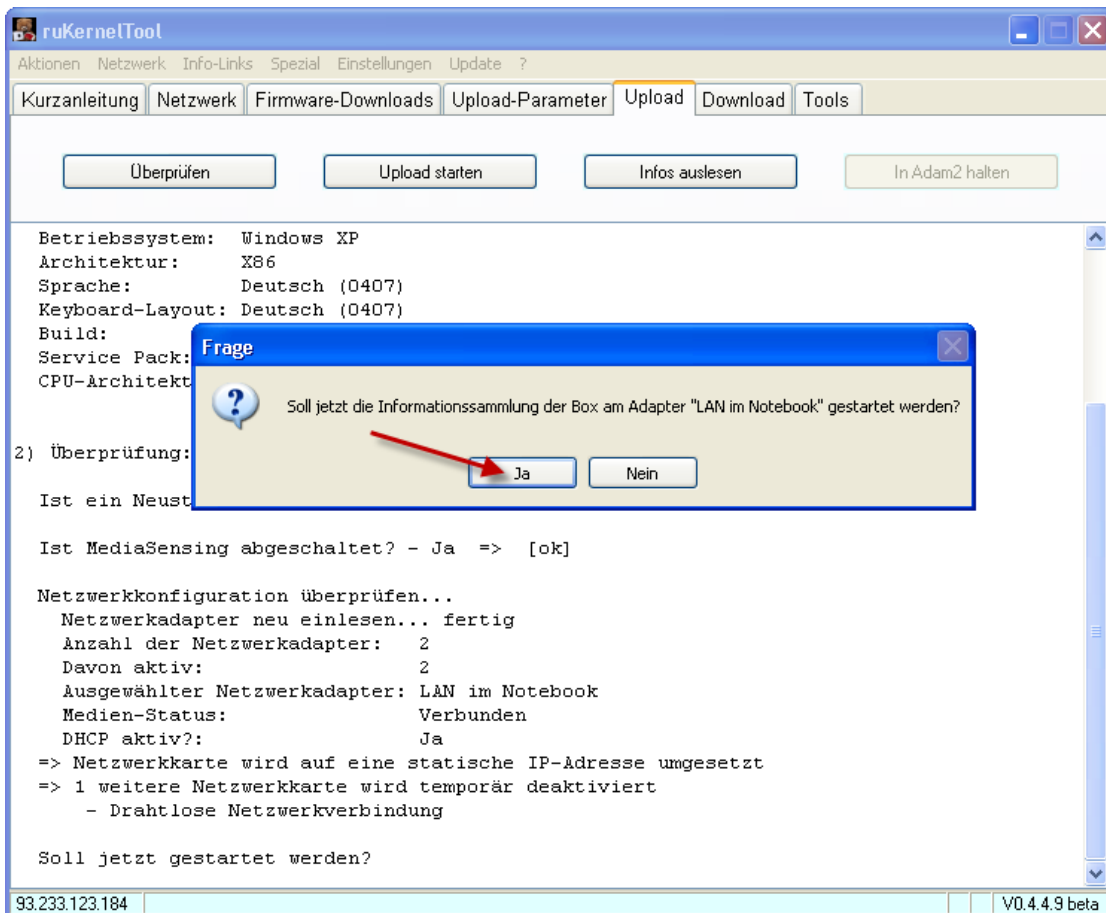 ruKernelTool
Aktionen Netzwerk Info-Links Spezial Einstellungen Update ?
Kurzanleitung Netzwerk Firmware-Downloads Upload-Parameter Upload Download Tools
Überprüfen Upload starten Infos auslesen In Adam2 halten
Betriebssystem: Windows XP
Architektur: X86
Sprache: Deutsch (0407)
Keyboard-Layout: Deutsch (0407)
Build:
Service Pack:
CPU-Architekt
Frage
Soll jetzt die Informationssammlung der Box am Adapter "LAN im Notebook" gestartet werden?
Ja Nein
2) Überprüfung:
Ist ein Neust
Ist MediaSensing abgeschaltet? - Ja => [ok]
Netzwerkkonfiguration überprüfen...
Netzwerkadapter neu einlesen... fertig
Anzahl der Netzwerkadapter: 2
Davon aktiv: 2
Ausgewählter Netzwerkadapter: LAN im Notebook
Medien-Status: Verbunden
DHCP aktiv?: Ja
=> Netzwerkkarte wird auf eine statische IP-Adresse umgesetzt
=> 1 weitere Netzwerkkarte wird temporär deaktiviert
- Drahtlose Netzwerkverbindung
Soll jetzt gestartet werden?
93.233.123.184 V0.4.4.9 beta